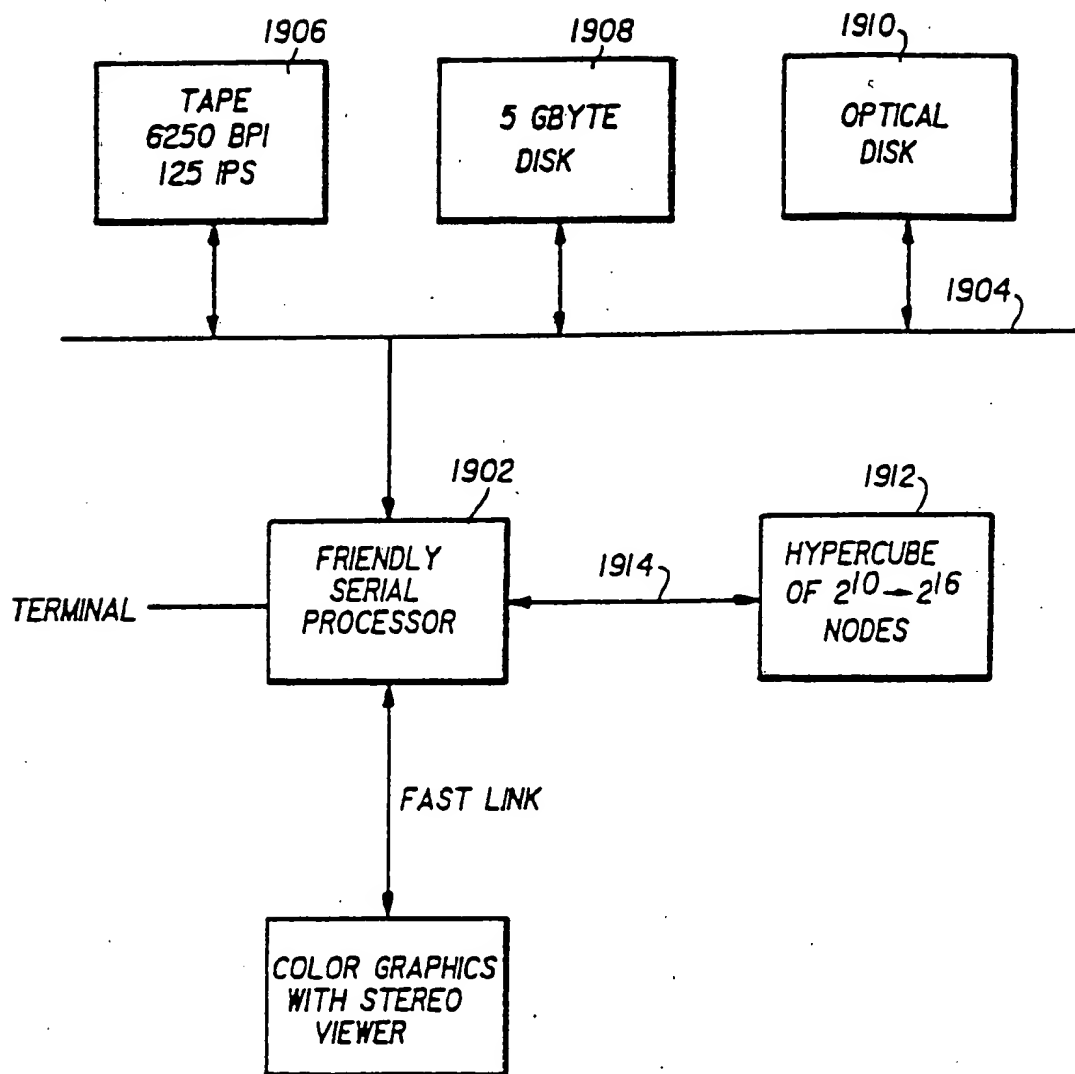 1906
1908
1910
TAPE
6250 BPI
125 IPS
5 GBYTE
DISK
OPTICAL
DISK
1904
1902
1912
FRIENDLY
SERIAL
PROCESSOR
1914
HYPERCUBE
OF 2^10 → 2^16
NODES
TERMINAL
FAST LINK
COLOR GRAPHICS
WITH STEREO
VIEWER